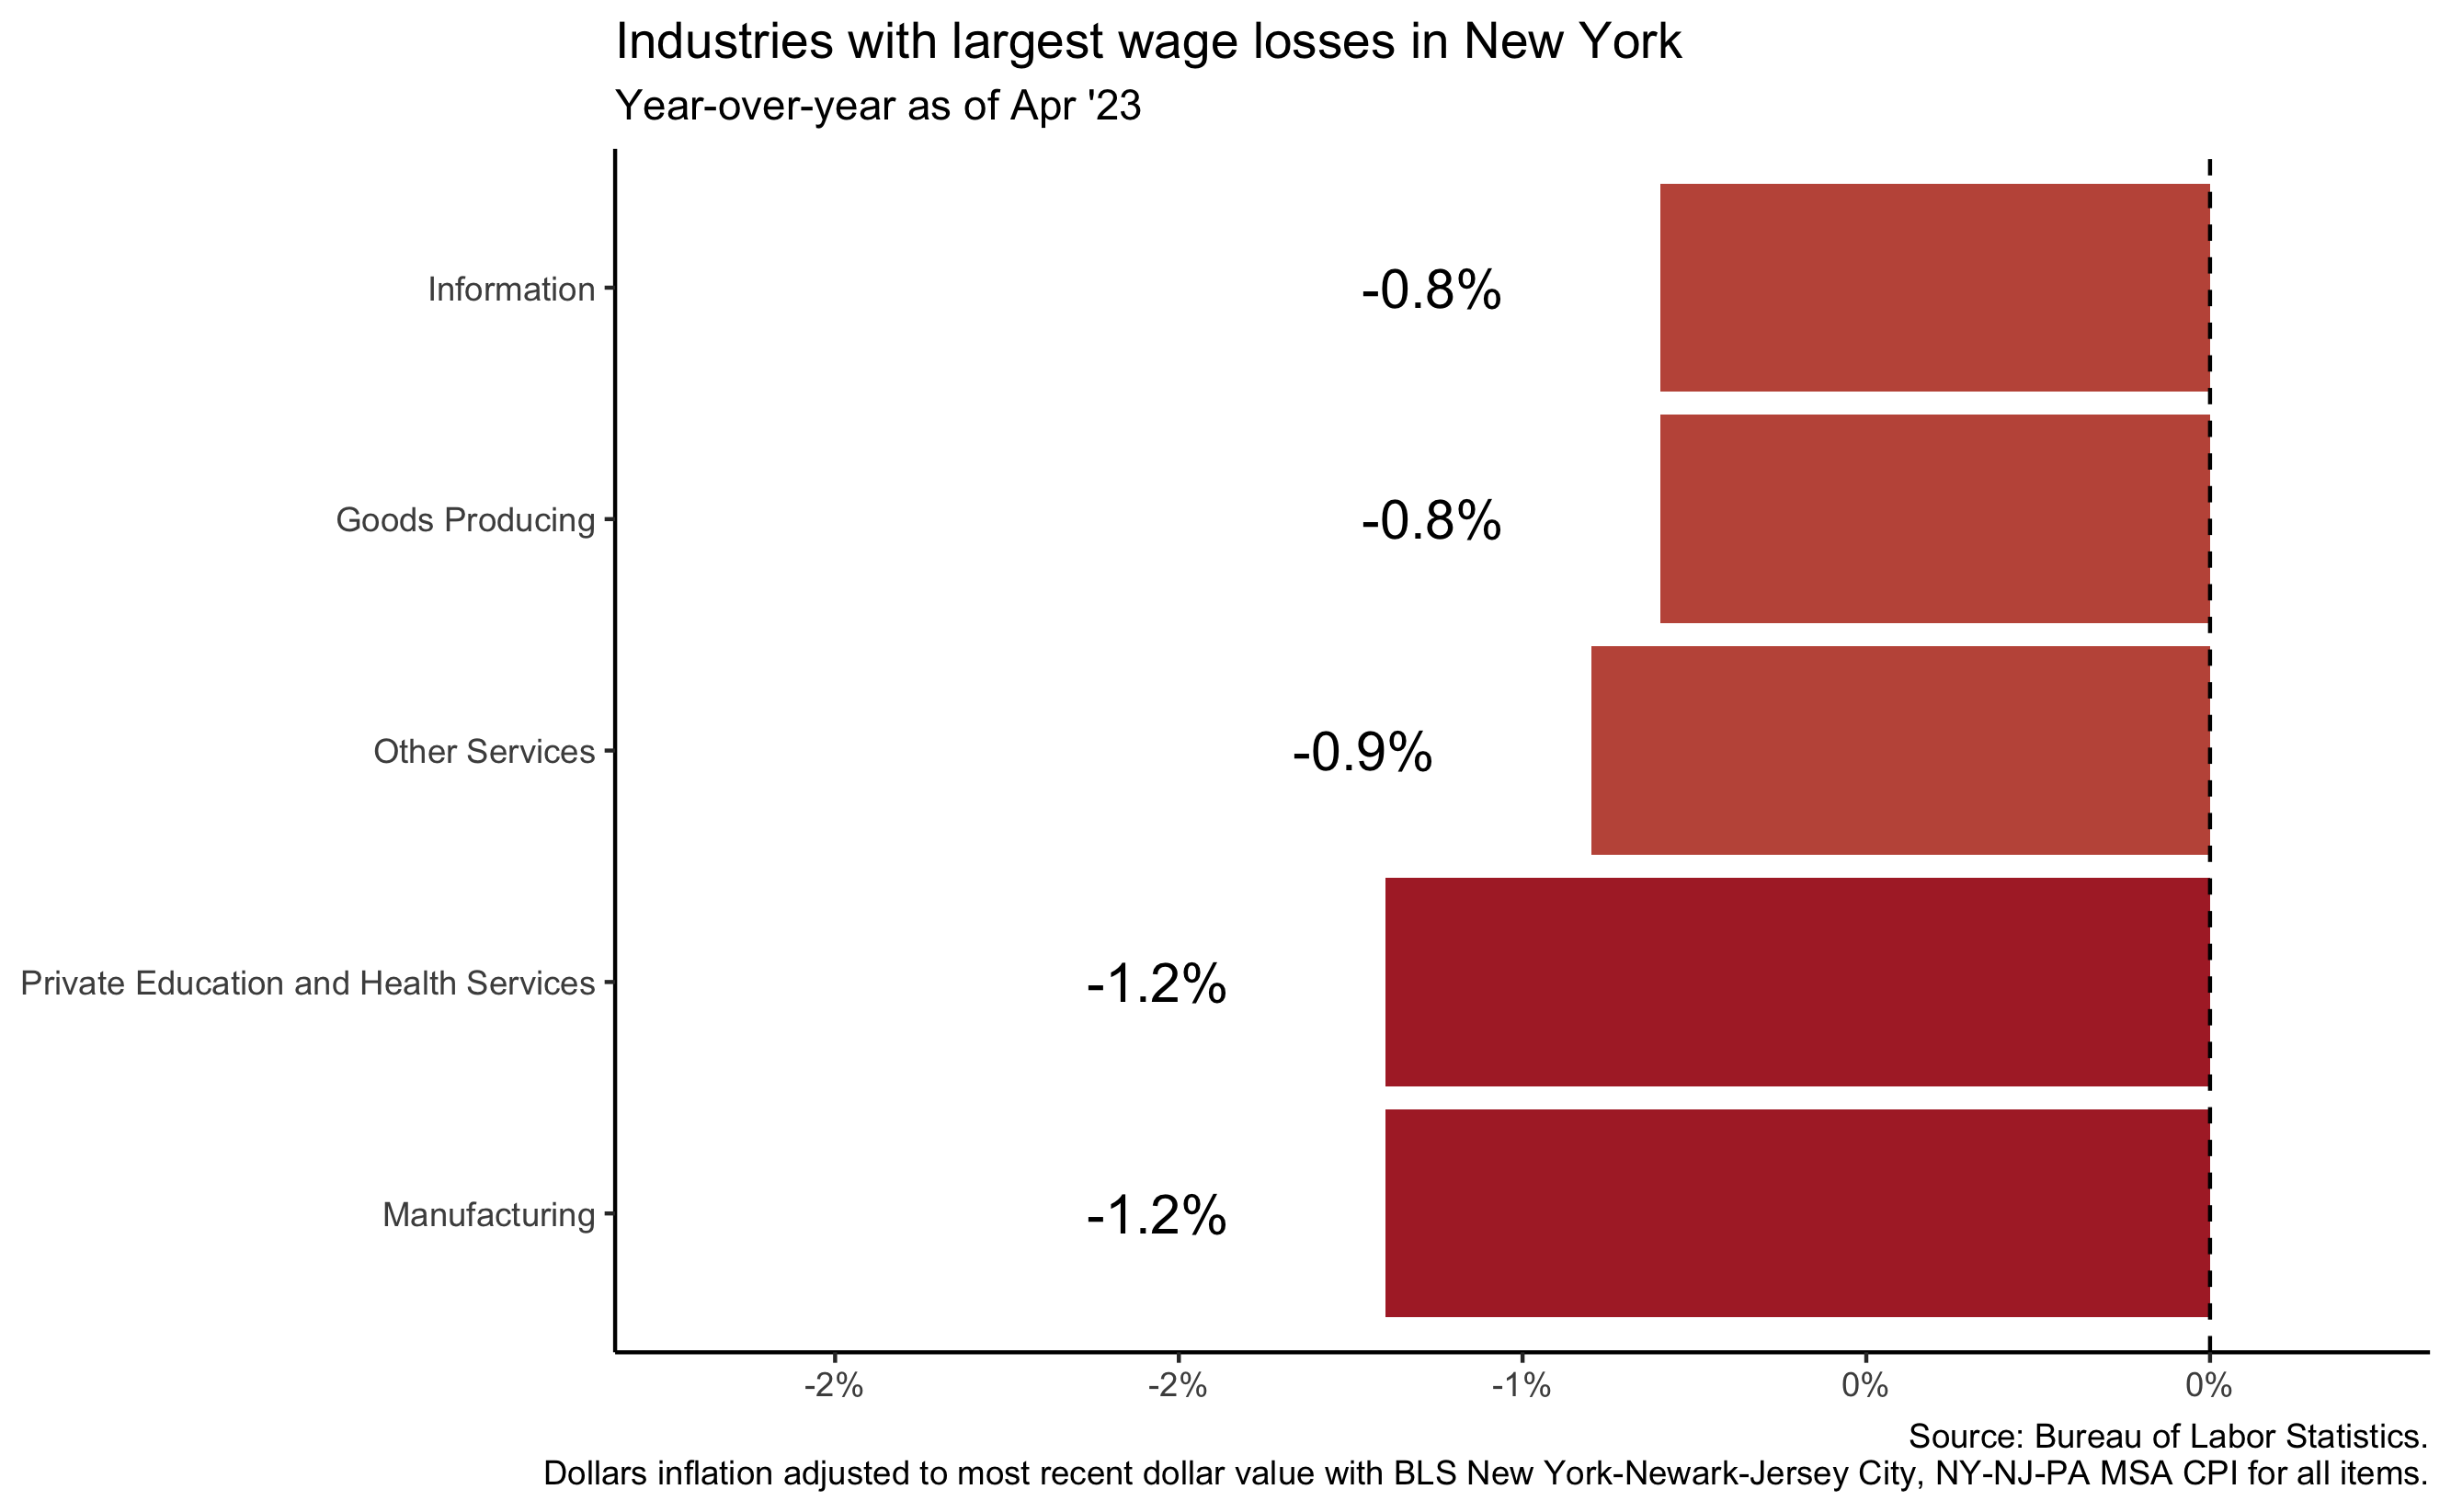 Industries with largest wage losses in New York
Year-over-year as of Apr '23
Information
-0.8%
Goods Producing
-0.8%
Other Services
-0.9%
Private Education and Health Services
-1.2%
Manufacturing
-1.2%
-2% -2% -1% 0% 0%
Source: Bureau of Labor Statistics.
Dollars inflation adjusted to most recent dollar value with BLS New York-Newark-Jersey City, NY-NJ-PA MSA CPI for all items.